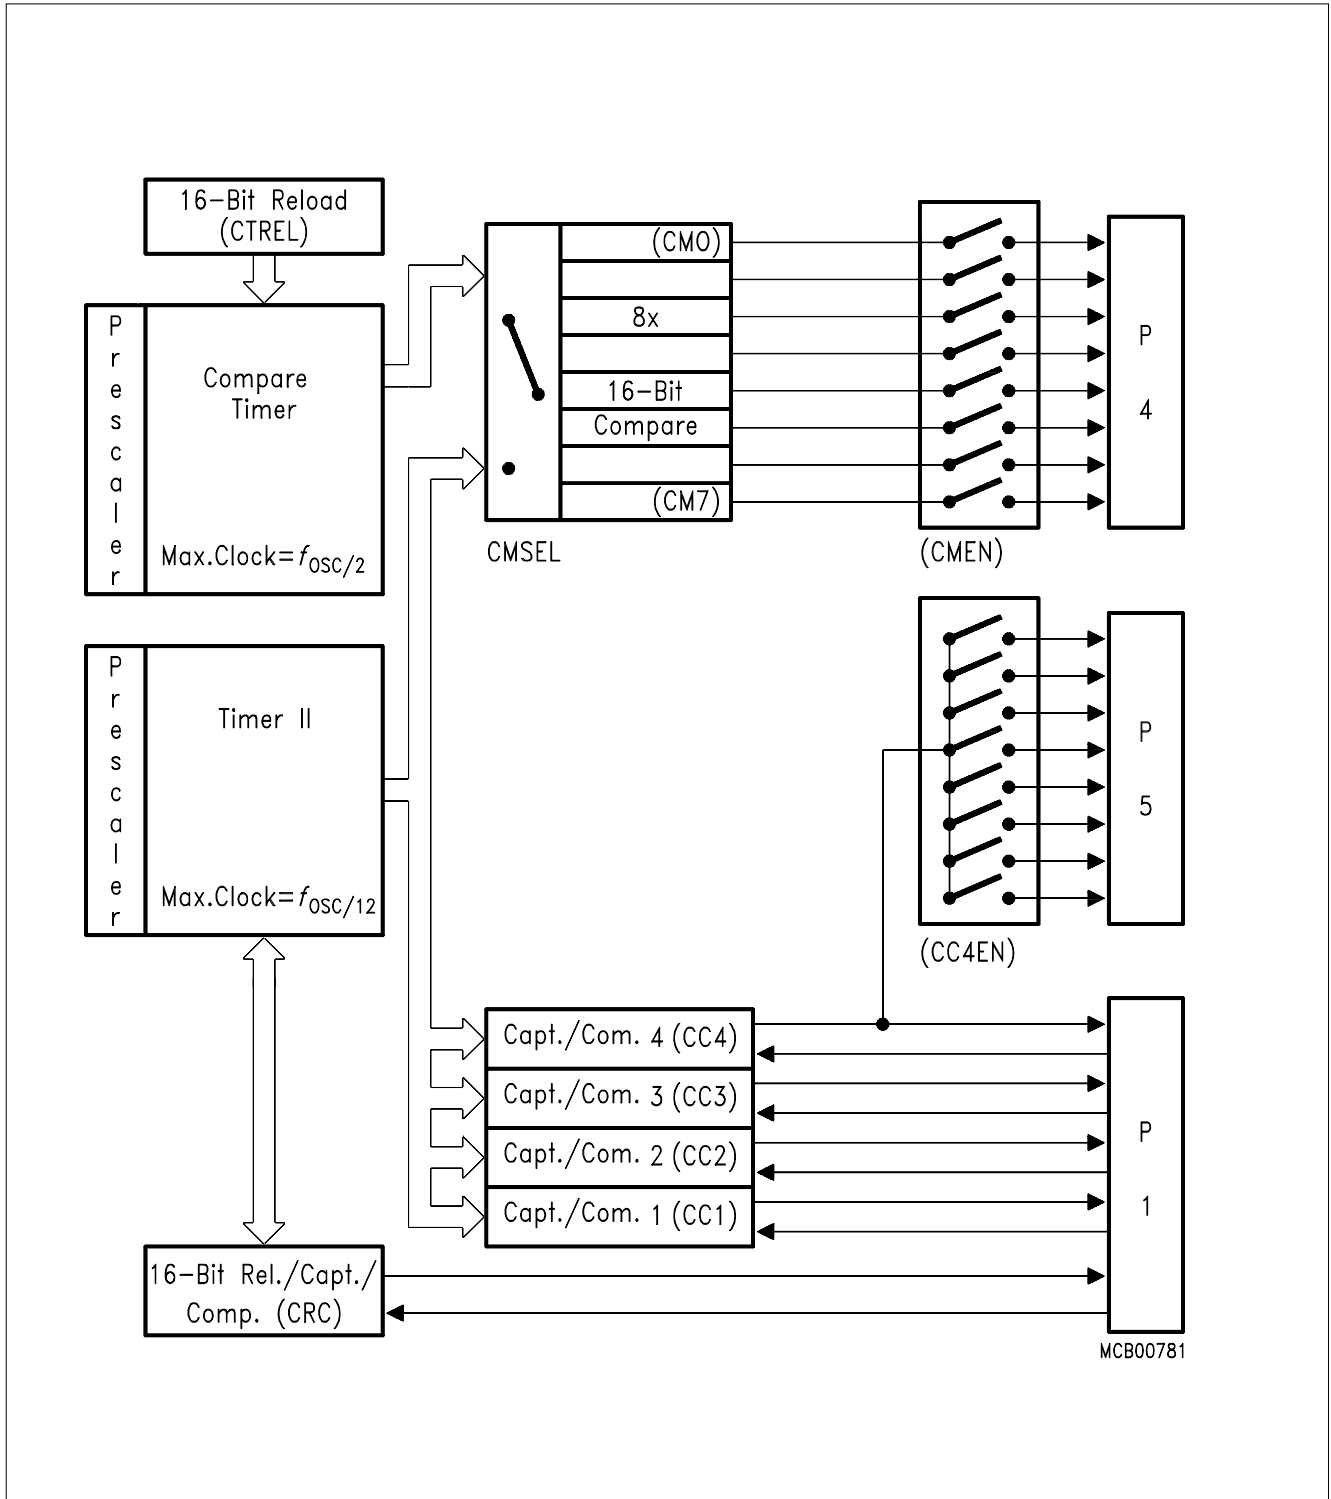 16-Bit Reload
(CTREL)
Prescaler
Compare
Timer
Max.Clock=fOSC/2
(CM0)
8x
16-Bit
Compare
(CM7)
CMSEL
(CMEN)
P
4
Prescaler
Timer II
Max.Clock=fOSC/12
(CC4EN)
P
5
Capt./Com. 4 (CC4)
Capt./Com. 3 (CC3)
Capt./Com. 2 (CC2)
Capt./Com. 1 (CC1)
P
1
16-Bit Rel./Capt./
Comp. (CRC)
MCB00781